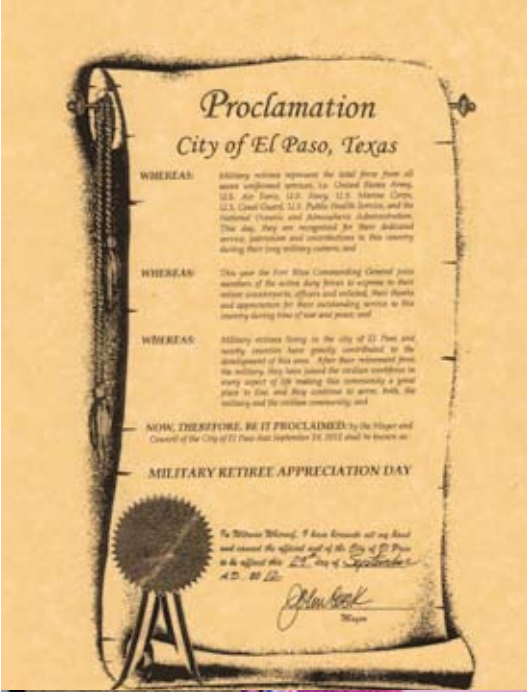 Proclamation
City of El Paso, Texas
WHEREAS: Military retirees represent the total force from all
seven uniformed services, i.e. United States Army,
U.S. Air Force, U.S. Navy, U.S. Marine Corps,
U.S. Coast Guard, U.S. Public Health Service, and the
National Oceanic and Atmospheric Administration.
This day, they are recognized for their dedicated
service, patriotism and contributions to this country
during their long military careers; and
WHEREAS: This year the Fort Bliss Commanding General joins
members of the active duty forces to express to their
retiree counterparts, officers and enlisted, their thanks
and appreciation for their outstanding service to this
country during time of war and peace; and
WHEREAS: Military retirees living in the city of El Paso and
nearby counties have greatly contributed to the
development of this area. After their retirement from
the military, they have joined the civilian workforce in
every aspect of life making this community a great
place to live, and they continue to serve, both, the
military and the civilian community; and
NOW, THEREFORE, BE IT PROCLAIMED by the Mayor and
Council of the City of El Paso that September 29, 2012 shall be known as:
MILITARY RETIREE APPRECIATION DAY
In Witness Whereof, I have hereunto set my hand
and caused the official seal of the City of El Paso
to be affixed this 29th day of September
A.D., 2012.
Mayor